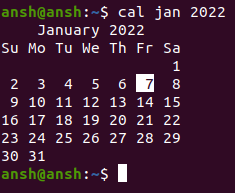 ansh@ansh:~$ cal jan 2022
    January 2022
Su Mo Tu We Th Fr Sa
                   1
 2  3  4  5  6  7  8
 9 10 11 12 13 14 15
16 17 18 19 20 21 22
23 24 25 26 27 28 29
30 31
ansh@ansh:~$